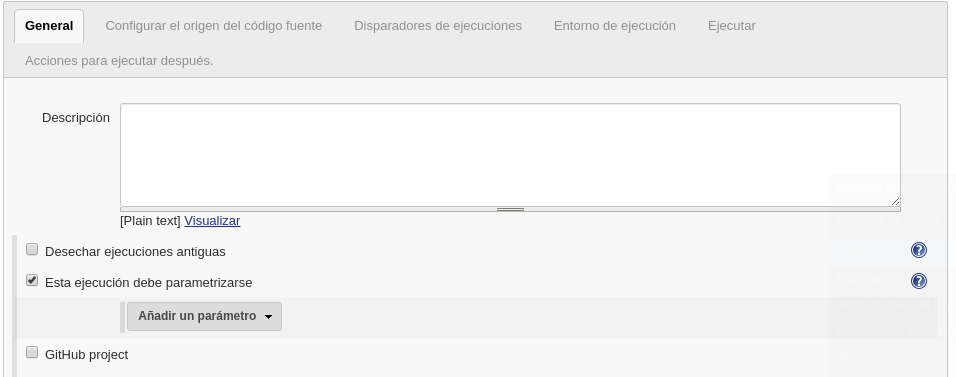 General Configurar el origen del código fuente Disparadores de ejecuciones Entorno de ejecución Ejecutar
Acciones para ejecutar después.
Descripción
[Plain text] Visualizar
Desechar ejecuciones antiguas
Esta ejecución debe parametrizarse
Añadir un parámetro
GitHub project